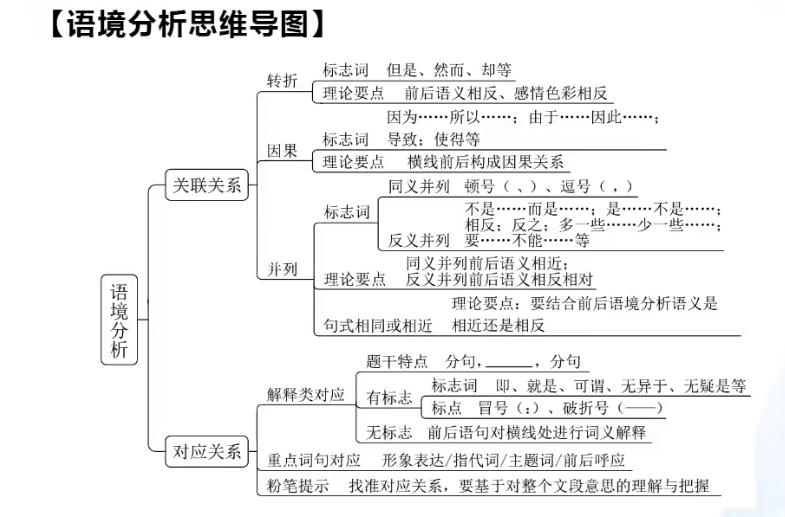 【语境分析思维导图】
语境分析
关联关系
转折
标志词 但是、然而、却等
理论要点 前后语义相反、感情色彩相反
因果
因为……所以……；由于……因此……；
标志词 导致；使得等
理论要点 横线前后构成因果关系
并列
标志词
同义并列 顿号（、）、逗号（，）
不是……而是……；是……不是……；
相反；反之；多一些……少一些……；
反义并列 要……不能……等
同义并列前后语义相近；
理论要点 反义并列前后语义相反相对
理论要点：要结合前后语境分析语义是
句式相同或相近 相近还是相反
对应关系
解释类对应
题干特点 分句，______，分句
有标志
标志词 即、就是、可谓、无异于、无疑是等
标点 冒号（：）、破折号（——）
无标志 前后语句对横线处进行词义解释
重点词句对应 形象表达/指代词/主题词/前后呼应
粉笔提示 找准对应关系，要基于对整个文段意思的理解与把握